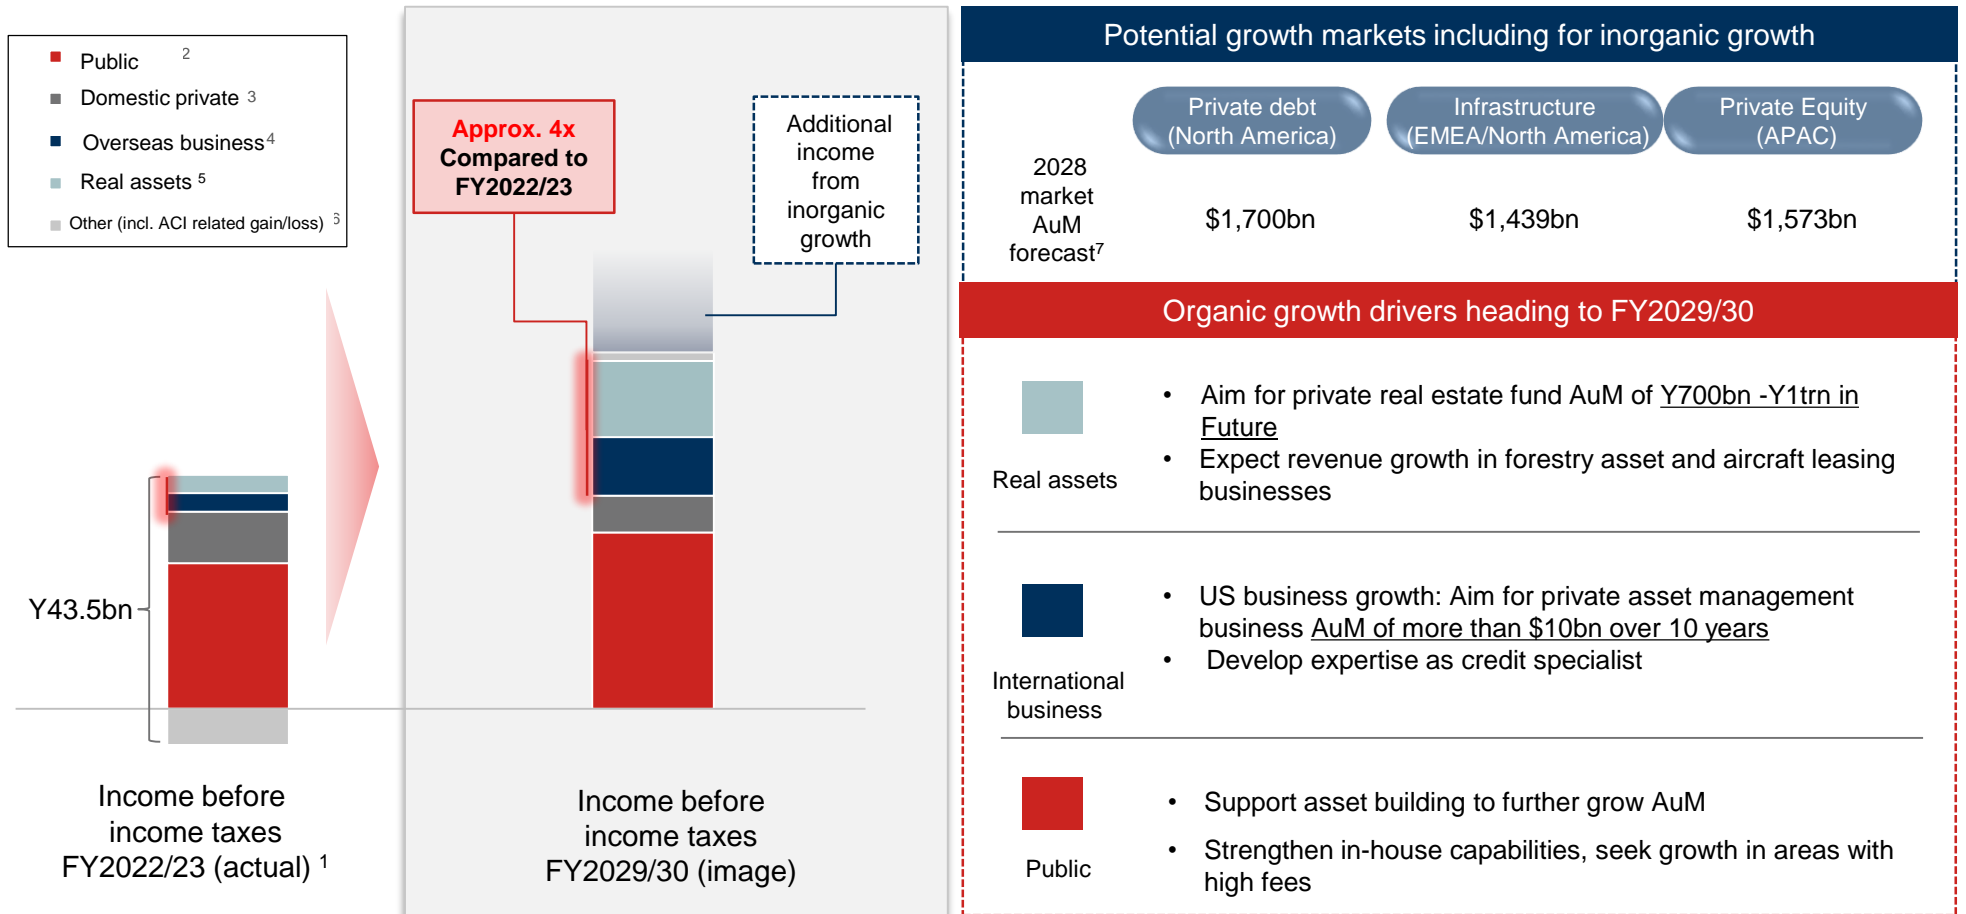 Public 2
Domestic private 3
Overseas business4
Real assets 5
Other (incl. ACI related gain/loss) 6
Approx. 4x
Compared to
FY2022/23
Additional
income
from
inorganic
growth
Y43.5bn
Income before
income taxes
FY2022/23 (actual) 1
Income before
income taxes
FY2029/30 (image)
Potential growth markets including for inorganic growth
Private debt
(North America)
Infrastructure
(EMEA/North America)
Private Equity
(APAC)
2028
market
AuM
forecast7
$1,700bn
$1,439bn
$1,573bn
Organic growth drivers heading to FY2029/30
Real assets
• Aim for private real estate fund AuM of Y700bn -Y1trn in
Future
• Expect revenue growth in forestry asset and aircraft leasing
businesses
International
business
• US business growth: Aim for private asset management
business AuM of more than $10bn over 10 years
• Develop expertise as credit specialist
Public
• Support asset building to further grow AuM
• Strengthen in-house capabilities, seek growth in areas with
high fees